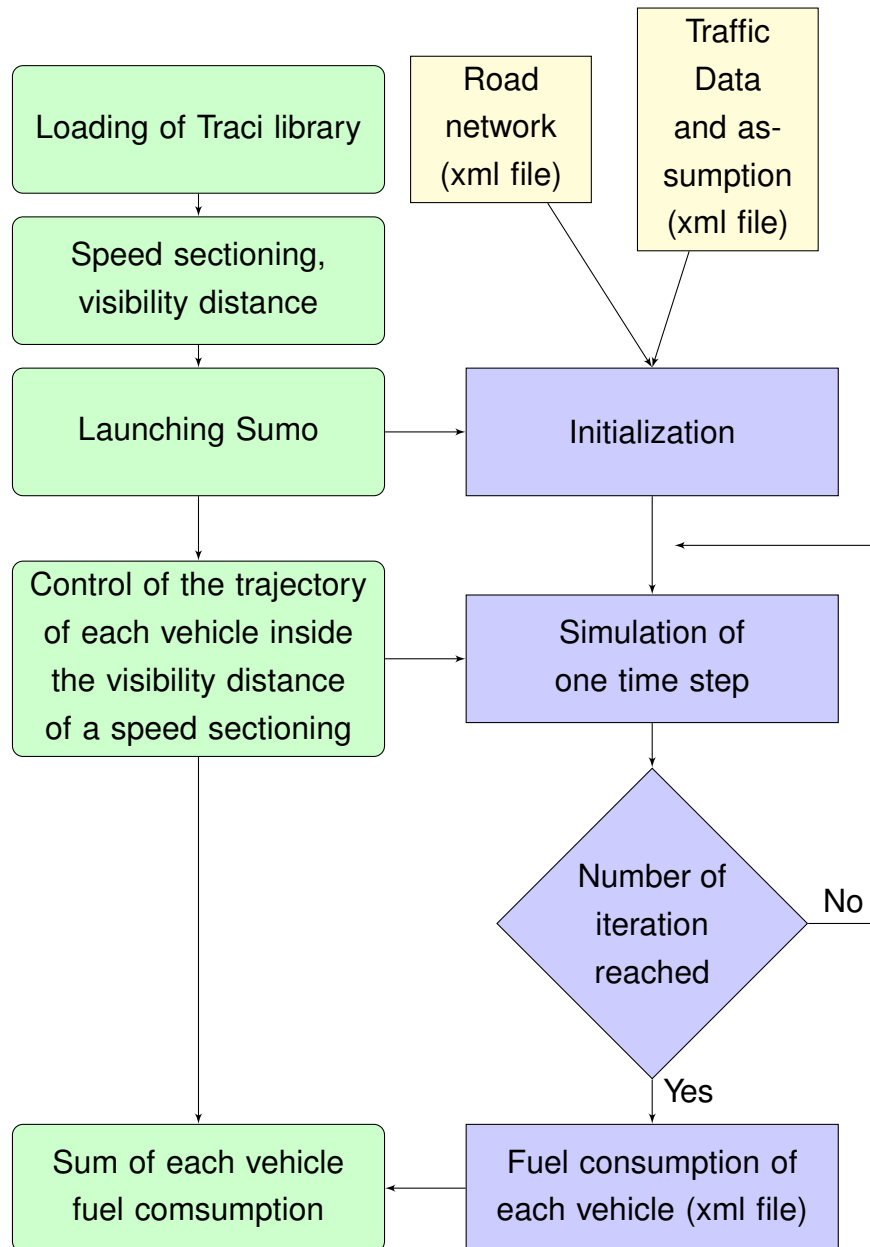 Loading of Traci library
Road
network
(xml file)
Traffic
Data
and as-
sumption
(xml file)
Speed sectioning,
visibility distance
Launching Sumo
Initialization
Control of the trajectory
of each vehicle inside
the visibility distance
of a speed sectioning
Simulation of
one time step
Number of
iteration
reached
No
Yes
Sum of each vehicle
fuel comsumption
Fuel consumption of
each vehicle (xml file)